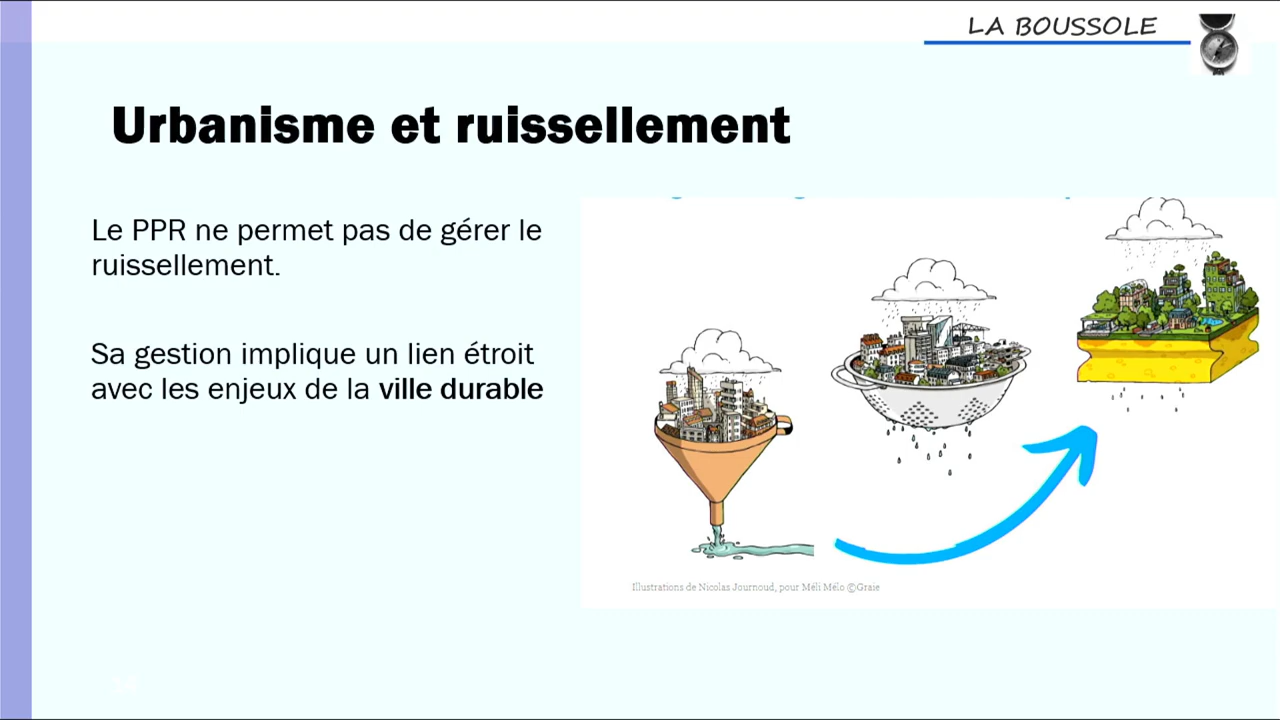 LA BOUSSOLE
Urbanisme et ruissellement
Le PPR ne permet pas de gérer le
ruissellement.
Sa gestion implique un lien étroit
avec les enjeux de la ville durable
Illustrations de Nicolas Journoud, pour Méli Mélo ©Graie